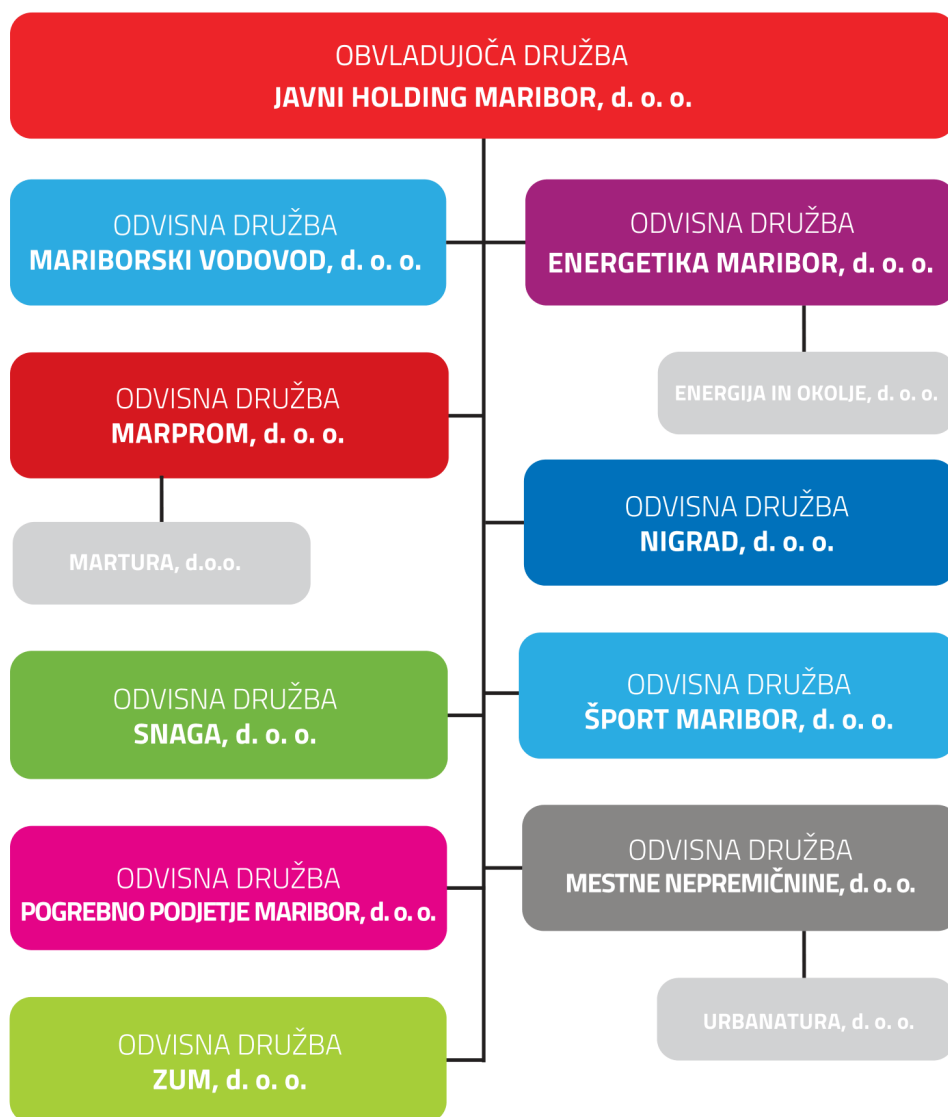 OBVLADUJOČA DRUŽBA
JAVNI HOLDING MARIBOR, d. o. o.
ODVISNA DRUŽBA
MARIBORSKI VODOVOD, d. o. o.
ODVISNA DRUŽBA
ENERGETIKA MARIBOR, d. o. o.
ENERGIJA IN OKOLJE, d. o. o.
ODVISNA DRUŽBA
MARPROM, d. o. o.
MARTURA, d.o.o.
ODVISNA DRUŽBA
NIGRAD, d. o. o.
ODVISNA DRUŽBA
SNAGA, d. o. o.
ODVISNA DRUŽBA
ŠPORT MARIBOR, d. o. o.
ODVISNA DRUŽBA
POGREBNO PODJETJE MARIBOR, d. o. o.
ODVISNA DRUŽBA
MESTNE NEPREMIČNINE, d. o. o.
URBANATURA, d. o. o.
ODVISNA DRUŽBA
ZUM, d. o. o.